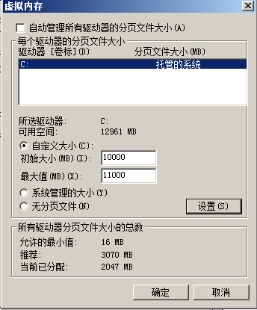 虚拟内存
自动管理所有驱动器的分页文件大小(A)
每个驱动器的分页文件大小
驱动器 [卷标](D) 分页文件大小(MB)
C: 托管的系统
所选驱动器: C:
可用空间: 12961 MB
自定义大小(C):
初始大小(MB)(I): 10000
最大值(MB)(X): 11000
系统管理的大小(Y)
无分页文件(N) 设置(S)
所有驱动器分页文件大小的总数
允许的最小值: 16 MB
推荐: 3070 MB
当前已分配: 2047 MB
确定 取消